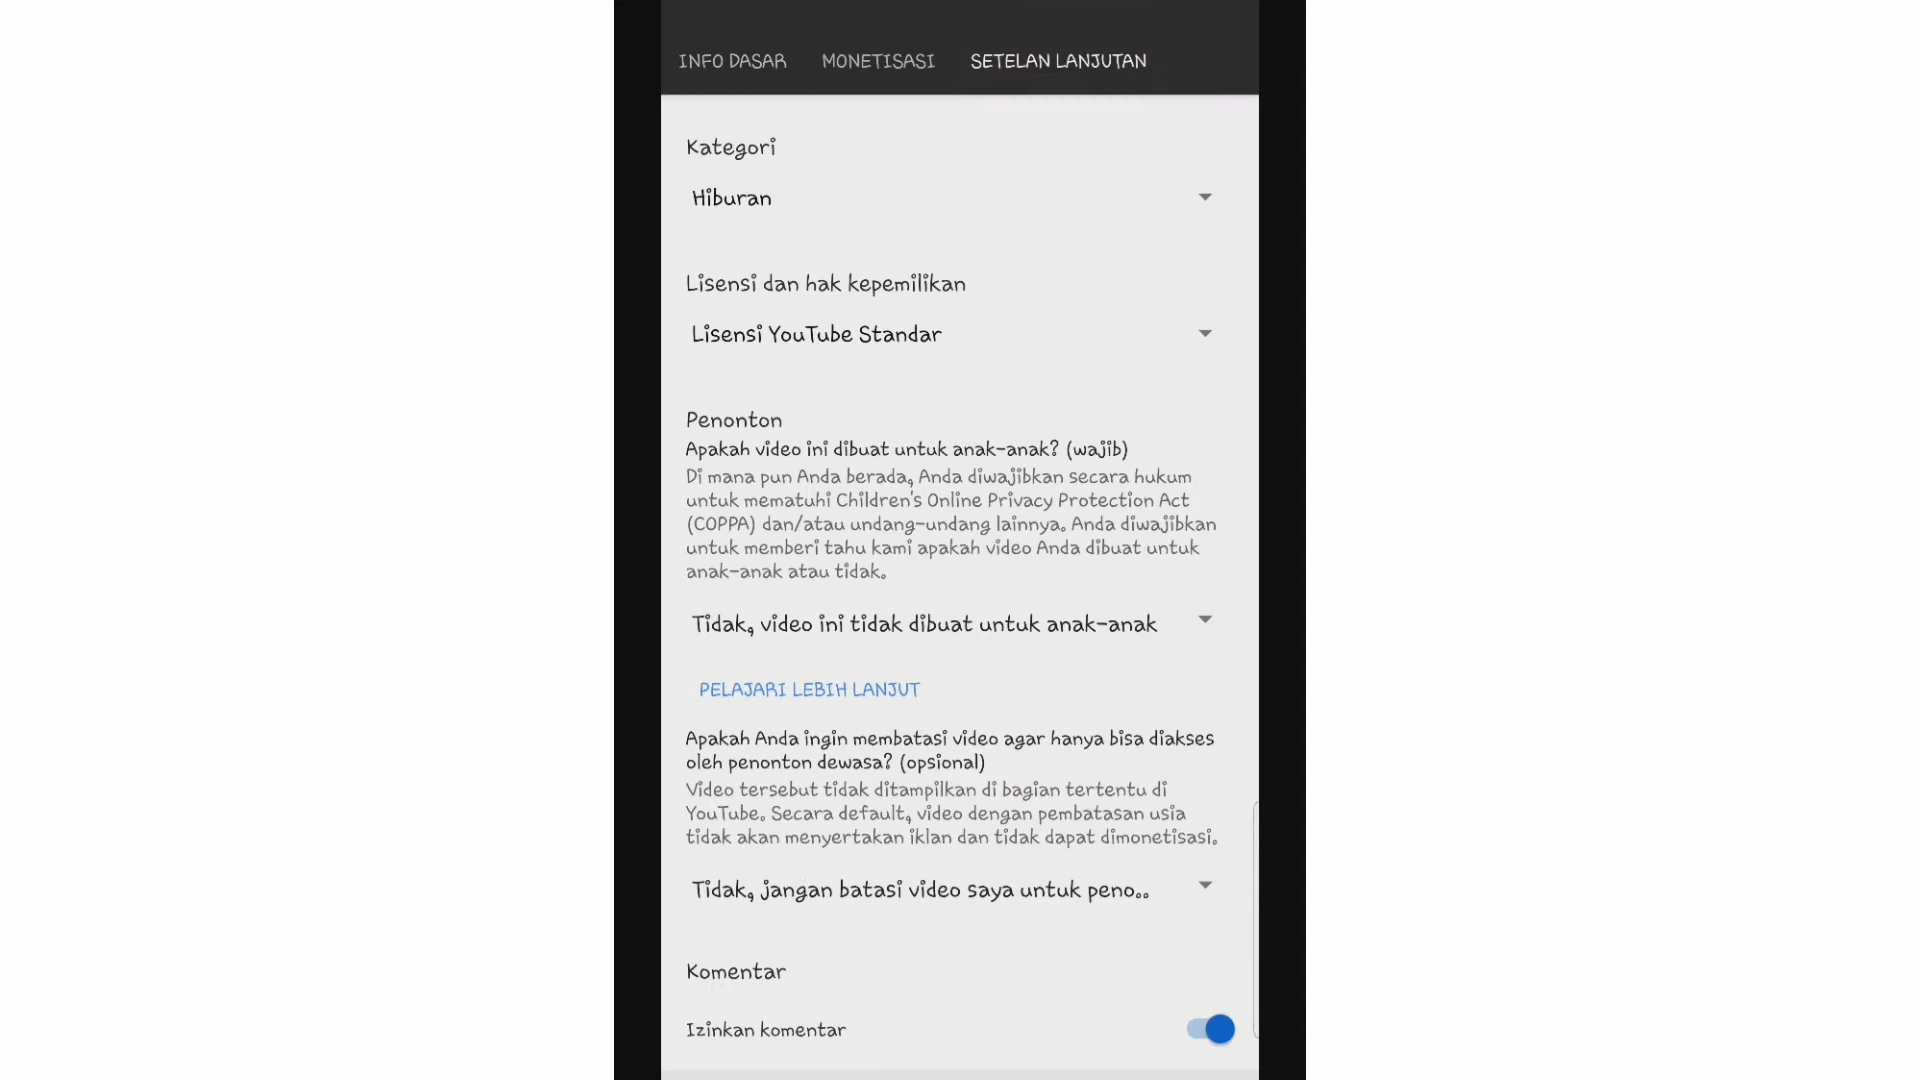 INFO DASAR MONETISASI SETELAN LANJUTAN
Kategori
Hiburan
Lisensi dan hak kepemilikan
Lisensi YouTube Standar
Penonton
Apakah video ini dibuat untuk anak-anak? (wajib)
Di mana pun Anda berada, Anda diwajibkan secara hukum
untuk mematuhi Children's Online Privacy Protection Act
(COPPA) dan/atau undang-undang lainnya. Anda diwajibkan
untuk memberi tahu kami apakah video Anda dibuat untuk
anak-anak atau tidak.
Tidak, video ini tidak dibuat untuk anak-anak
PELAJARI LEBIH LANJUT
Apakah Anda ingin membatasi video agar hanya bisa diakses
oleh penonton dewasa? (opsional)
Video tersebut tidak ditampilkan di bagian tertentu di
YouTube. Secara default, video dengan pembatasan usia
tidak akan menyertakan iklan dan tidak dapat dimonetisasi.
Tidak, jangan batasi video saya untuk peno..
Komentar
Izinkan komentar